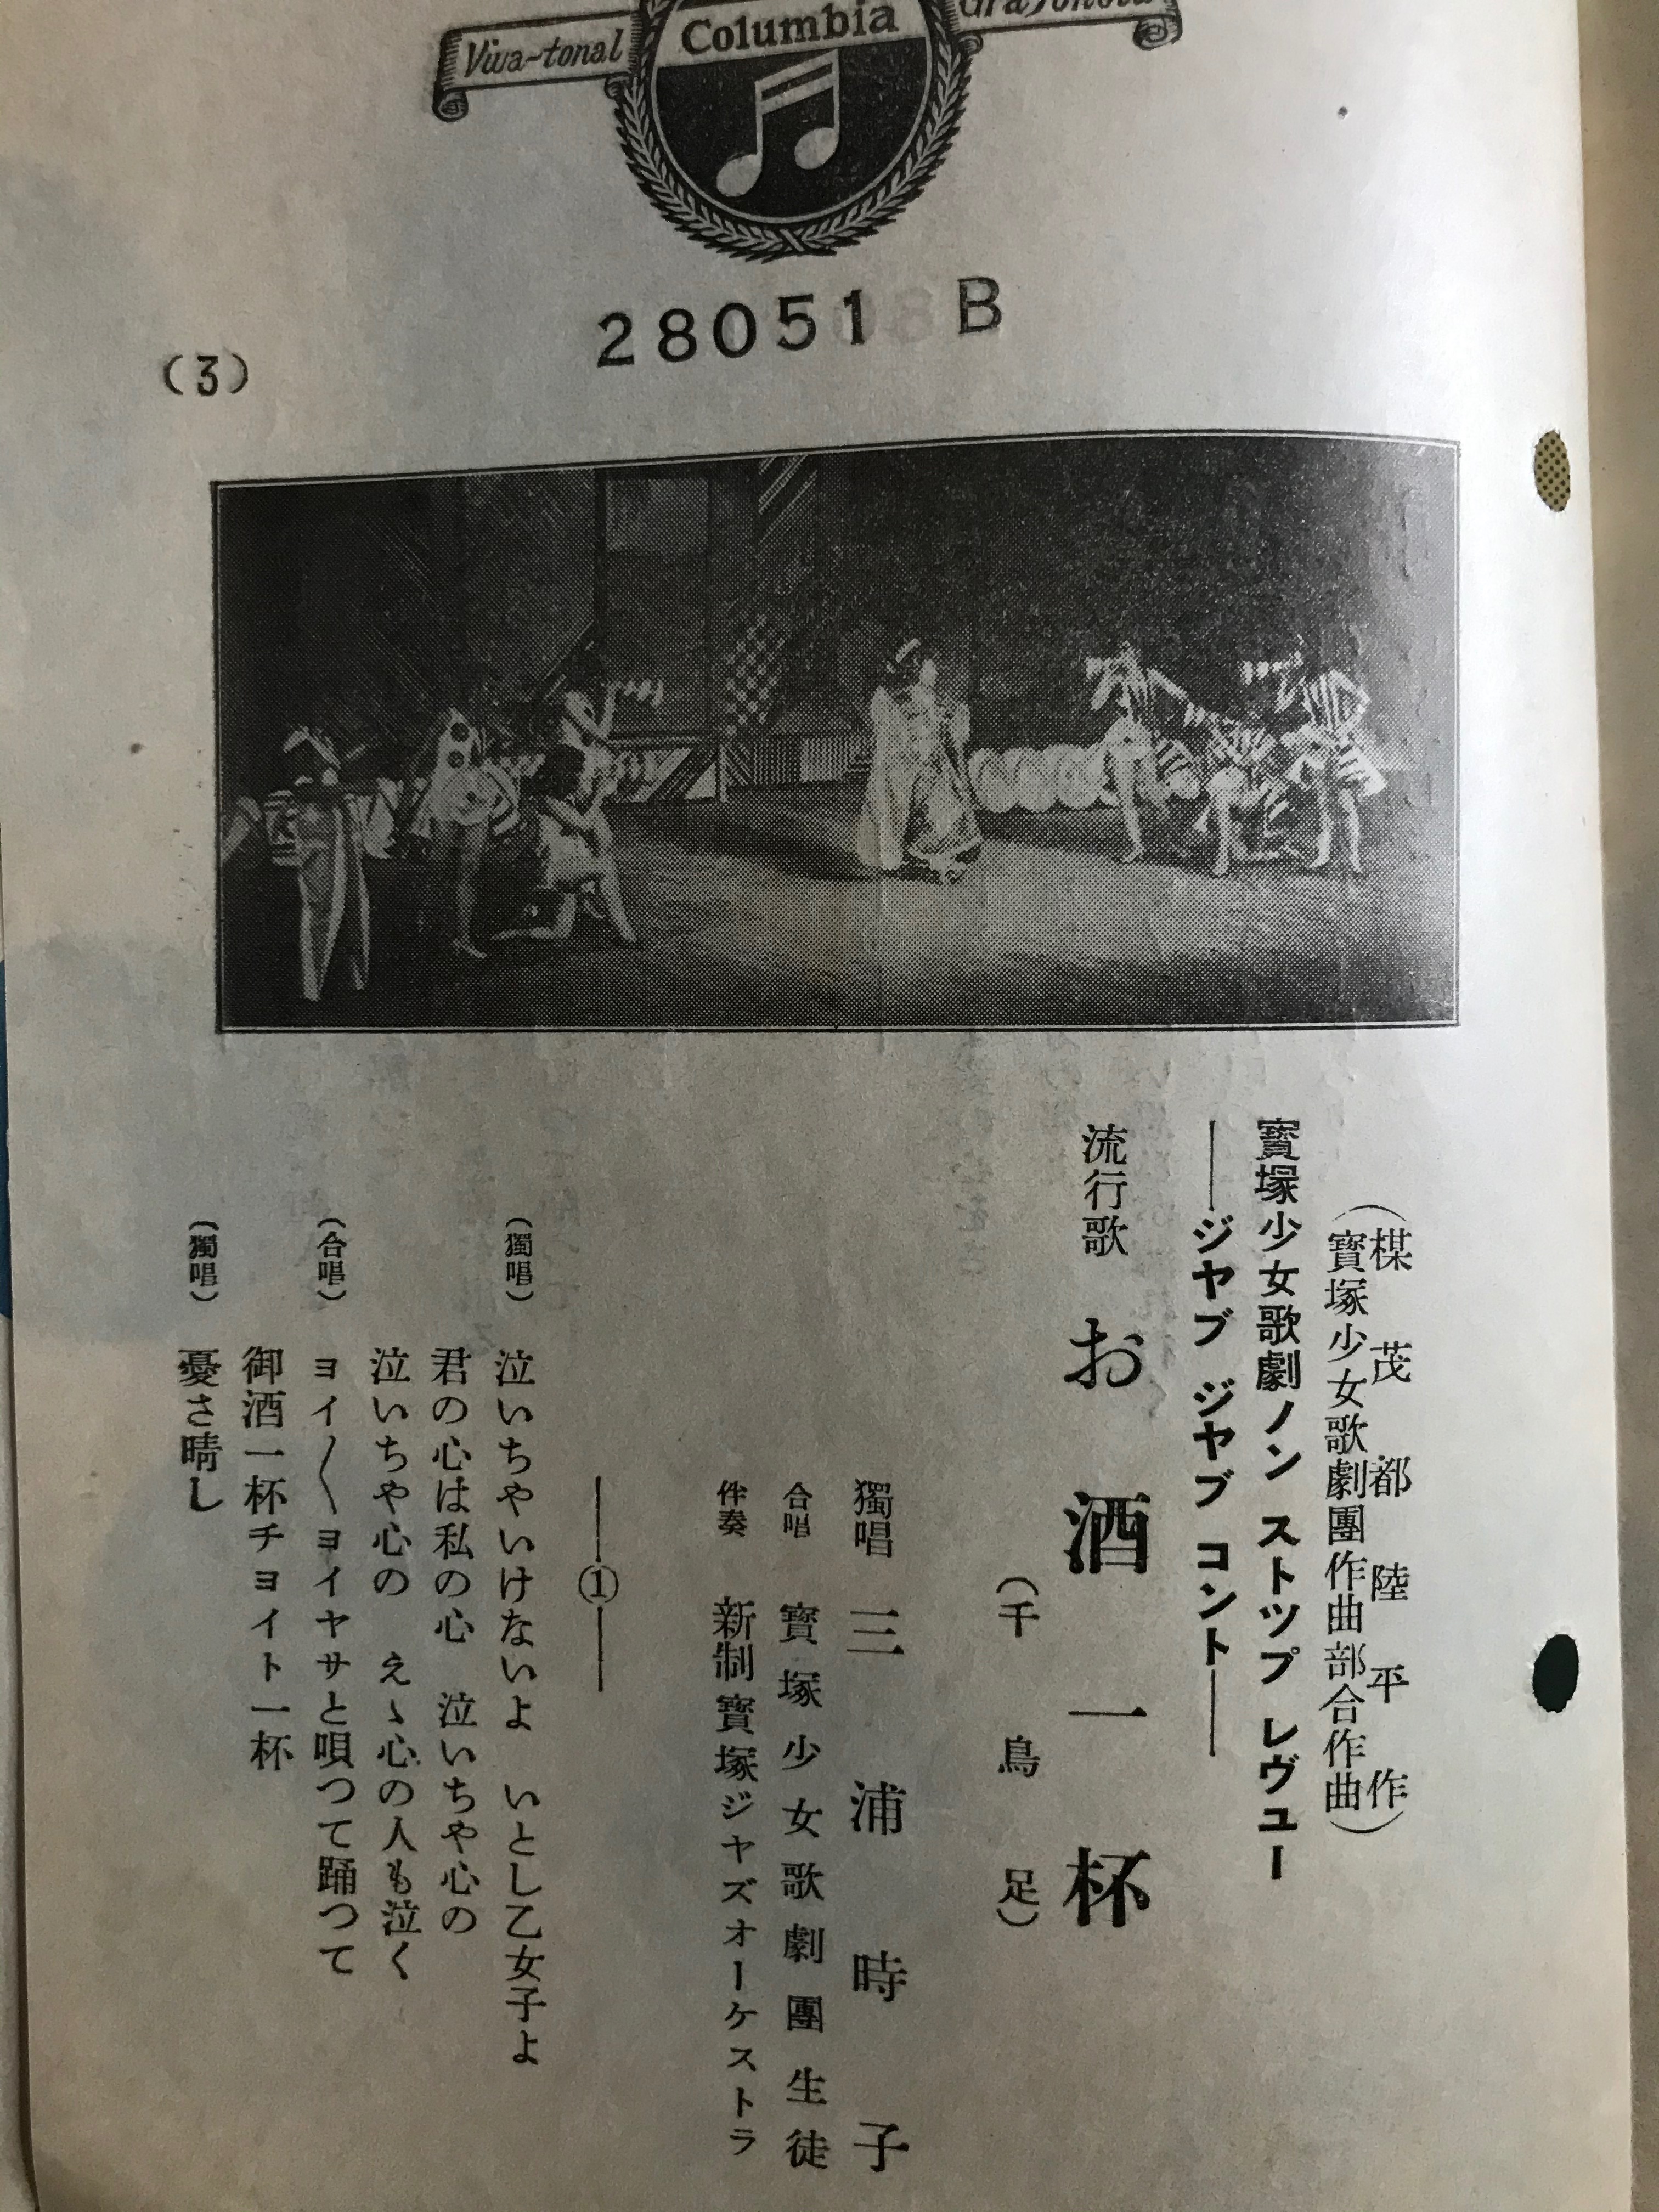 Viva-tonal
Columbia
Grafonola
28051 B
(3)
(楳茂都陸平作
寶塚少女歌劇團作曲部合作曲)
寶塚少女歌劇ノンストツプ レヴユー
——ジヤブ ジヤブ コント——
流行歌 お酒一杯
(千鳥足)
獨唱 三浦時子
合唱 寶塚少女歌劇團生徒
伴奏 新制寶塚ジヤズオーケストラ
——①——
(獨唱) 泣いちやいけないよ いとし乙女子よ
君の心は私の心 泣いちや心の
泣いちや心の えゝ心の人も泣く
(合唱) ヨイ〳〵ヨイヤサと唄つて踊つて
御酒一杯チヨイト一杯
(獨唱) 憂さ晴し